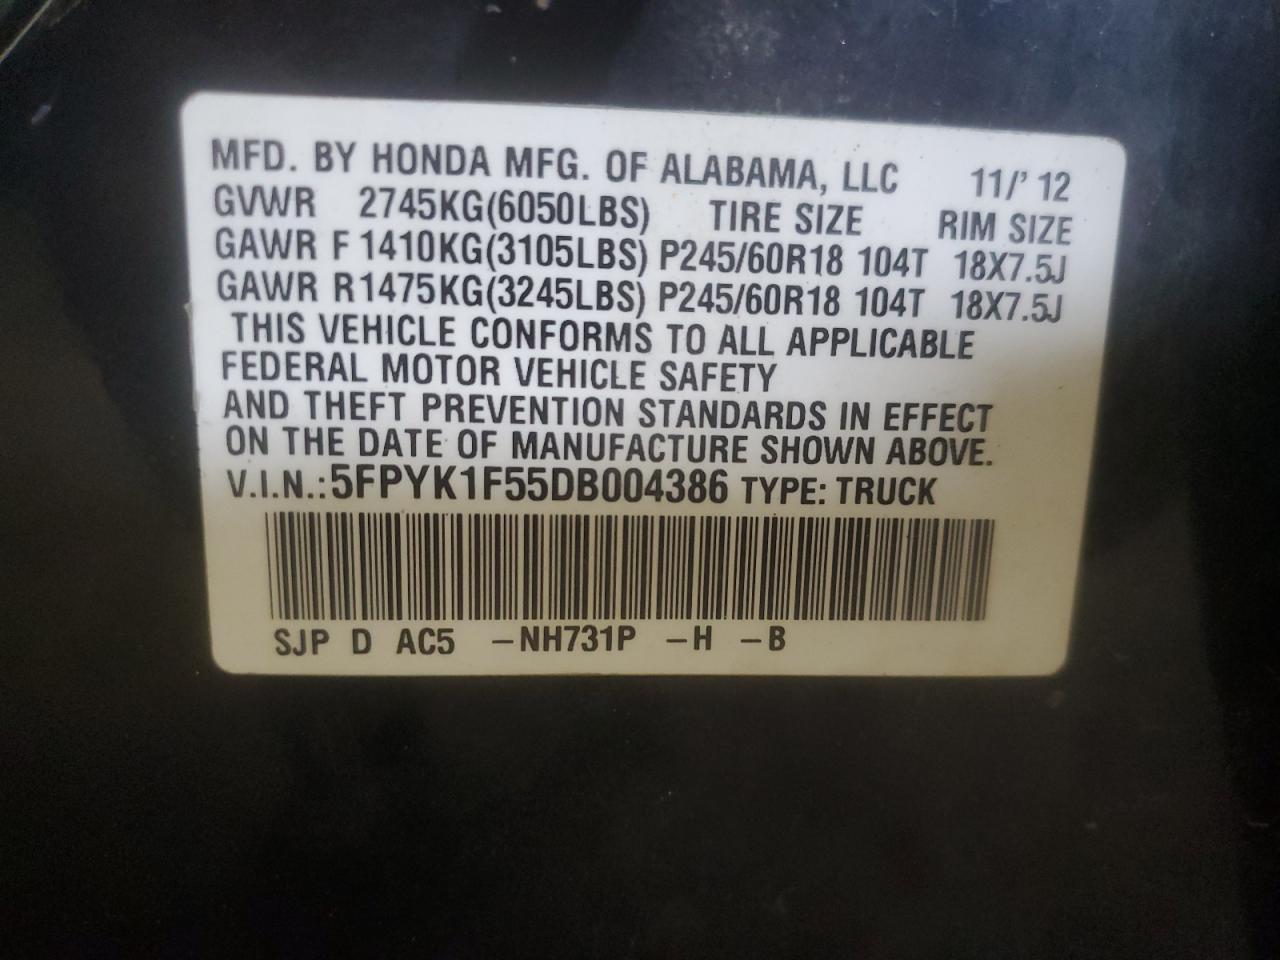 MFD. BY HONDA MFG. OF ALABAMA, LLC 11/' 12
GVWR 2745KG(6050LBS) TIRE SIZE RIM SIZE
GAWR F 1410KG(3105LBS) P245/60R18 104T 18X7.5J
GAWR R 1475KG(3245LBS) P245/60R18 104T 18X7.5J
THIS VEHICLE CONFORMS TO ALL APPLICABLE
FEDERAL MOTOR VEHICLE SAFETY
AND THEFT PREVENTION STANDARDS IN EFFECT
ON THE DATE OF MANUFACTURE SHOWN ABOVE.
V.I.N.: 5FPYK1F55DB004386 TYPE: TRUCK
SJP D AC5 -NH731P -H -B